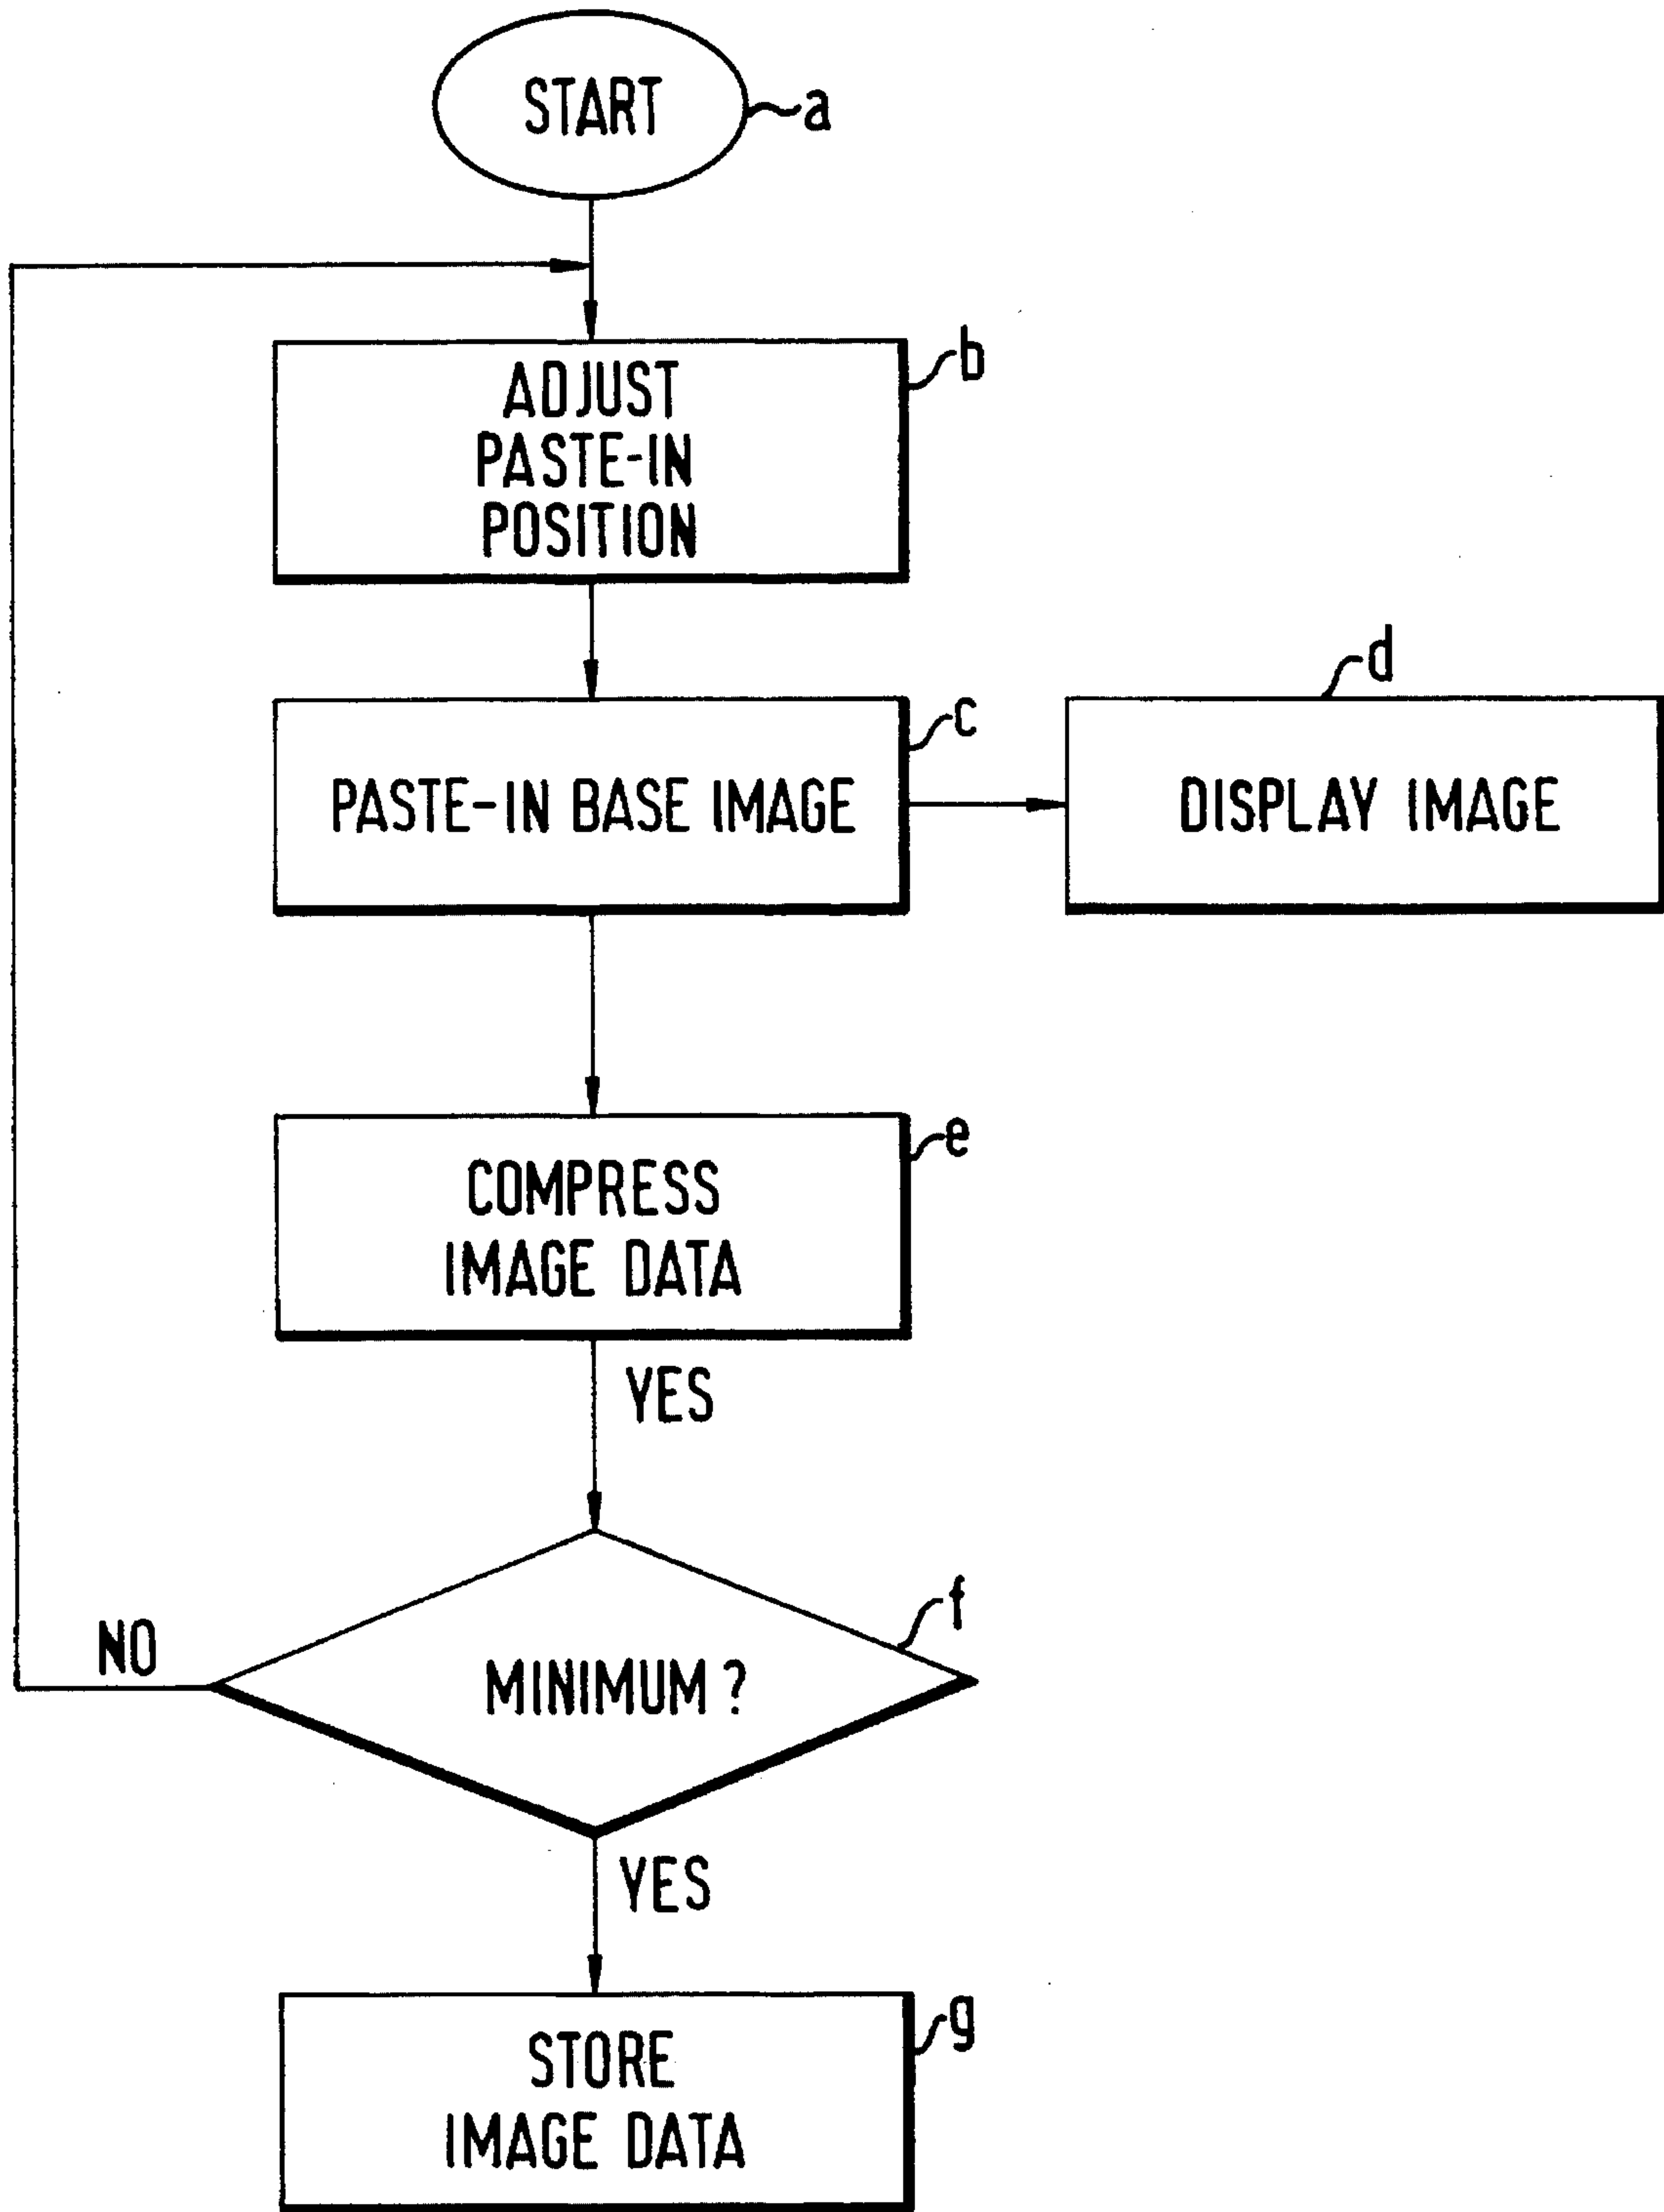 START
a
ADJUST
PASTE-IN
POSITION
b
PASTE-IN BASE IMAGE
c
DISPLAY IMAGE
d
COMPRESS
IMAGE DATA
e
YES
MINIMUM ?
f
NO
YES
STORE
IMAGE DATA
g